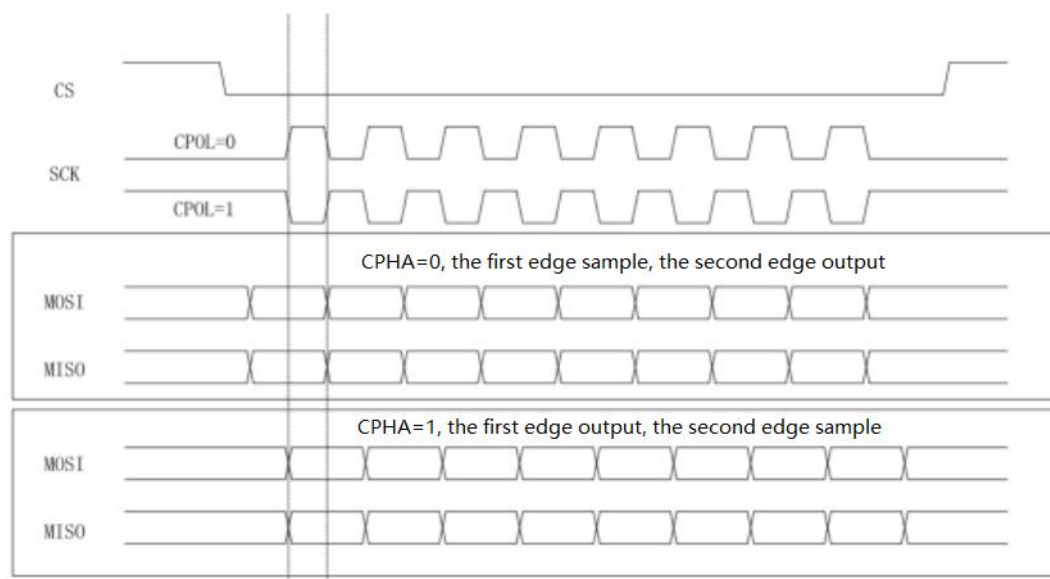 CS
CPOL=0
SCK
CPOL=1
CPHA=0, the first edge sample, the second edge output
MOSI
MISO
CPHA=1, the first edge output, the second edge sample
MOSI
MISO